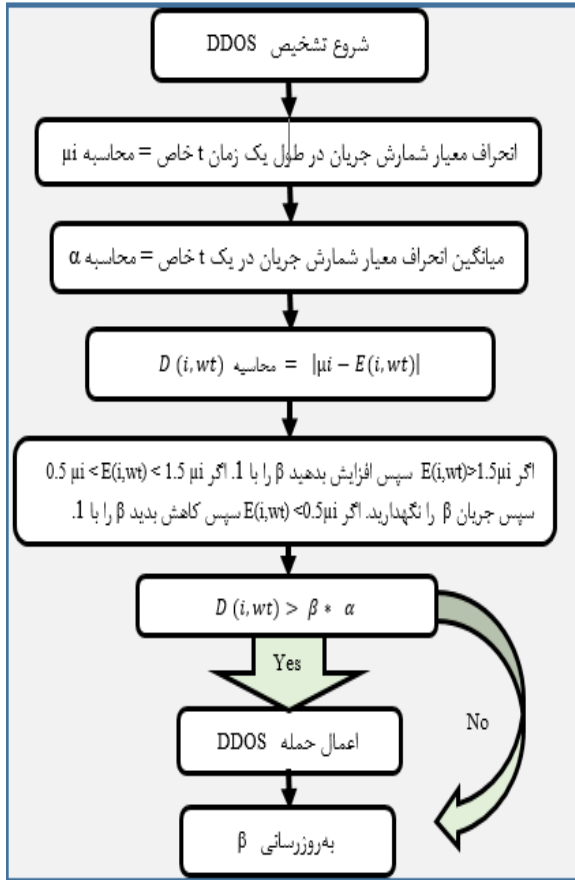 شروع تشخیص DDOS
انحراف معیار شمارش جریان در طول یک زمان t خاص = محاسبه μi
میانگین انحراف معیار شمارش جریان در یک t خاص = محاسبه α
محاسبه D (i, wt) = |μi − E(i, wt)|
اگر E(i,wt)>1.5μi سپس افزایش بدهید β را با 1. اگر 0.5 μi < E(i,wt) < 1.5 μi
سپس جریان β را نگهدارید. اگر E(i,wt) <0.5μi سپس کاهش بدید β را با 1.
D (i, wt) > β * α
Yes
No
اعمال حمله DDOS
به‌روزرسانی β